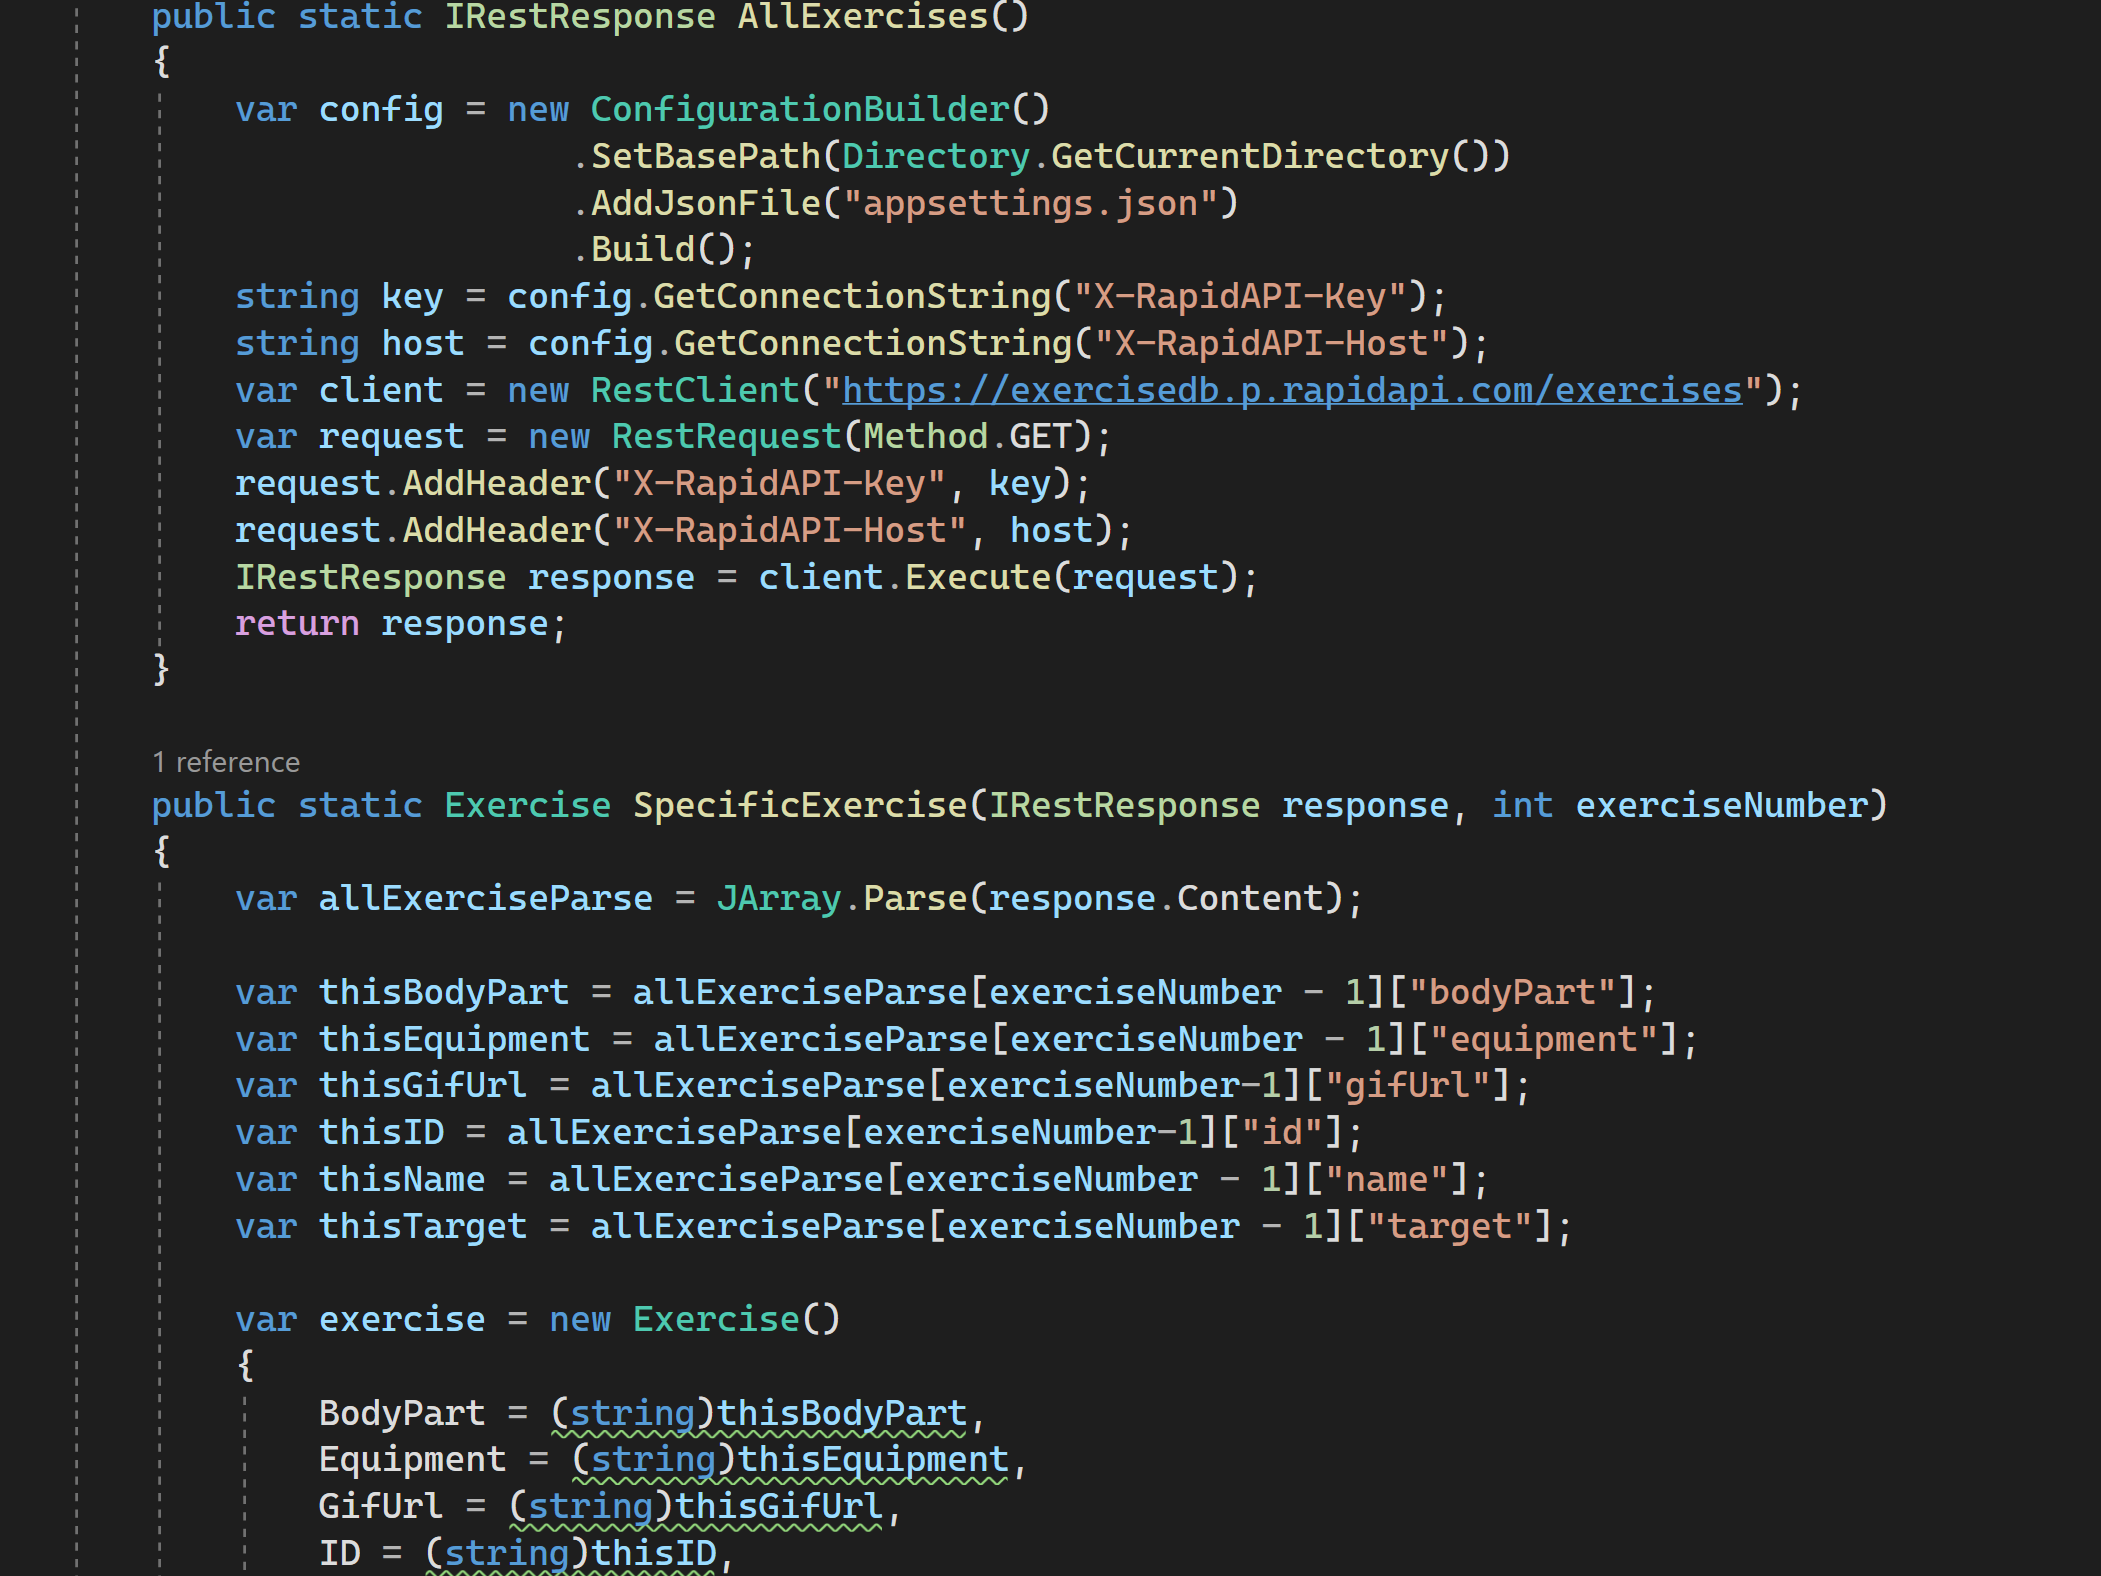 public static IRestResponse AllExercises()
{
var config = new ConfigurationBuilder()
.SetBasePath(Directory.GetCurrentDirectory())
.AddJsonFile("appsettings.json")
.Build();
string key = config.GetConnectionString("X-RapidAPI-Key");
string host = config.GetConnectionString("X-RapidAPI-Host");
var client = new RestClient("https://exercisedb.p.rapidapi.com/exercises");
var request = new RestRequest(Method.GET);
request.AddHeader("X-RapidAPI-Key", key);
request.AddHeader("X-RapidAPI-Host", host);
IRestResponse response = client.Execute(request);
return response;
}
1 reference
public static Exercise SpecificExercise(IRestResponse response, int exerciseNumber)
{
var allExerciseParse = JArray.Parse(response.Content);
var thisBodyPart = allExerciseParse[exerciseNumber - 1]["bodyPart"];
var thisEquipment = allExerciseParse[exerciseNumber - 1]["equipment"];
var thisGifUrl = allExerciseParse[exerciseNumber-1]["gifUrl"];
var thisID = allExerciseParse[exerciseNumber-1]["id"];
var thisName = allExerciseParse[exerciseNumber - 1]["name"];
var thisTarget = allExerciseParse[exerciseNumber - 1]["target"];
var exercise = new Exercise()
{
BodyPart = (string)thisBodyPart,
Equipment = (string)thisEquipment,
GifUrl = (string)thisGifUrl,
ID = (string)thisID,